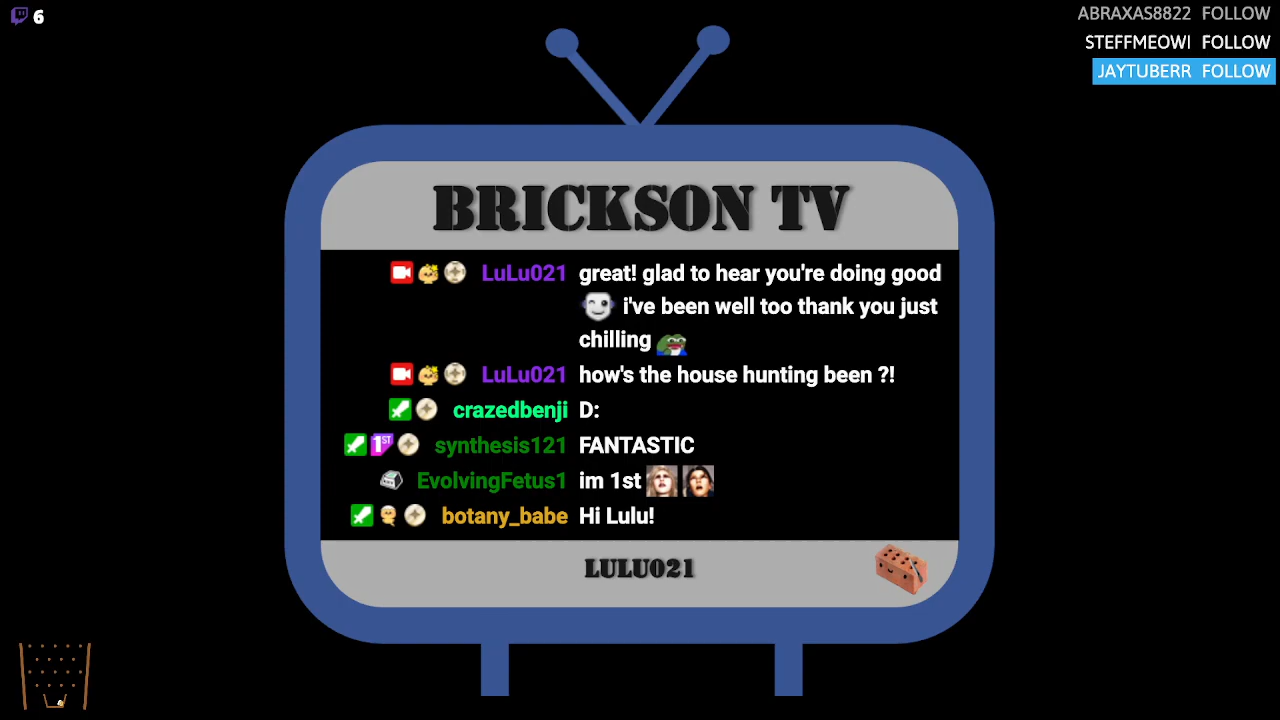 6
ABRAXAS8822 FOLLOW
STEFFMEOWI FOLLOW
JAYTUBERR FOLLOW
BRICKSON TV
LuLu021 great! glad to hear you're doing good
i've been well too thank you just
chilling
LuLu021 how's the house hunting been ?!
crazedbenji D:
1ST synthesis121 FANTASTIC
EvolvingFetus1 im 1st
botany_babe Hi Lulu!
LULU021